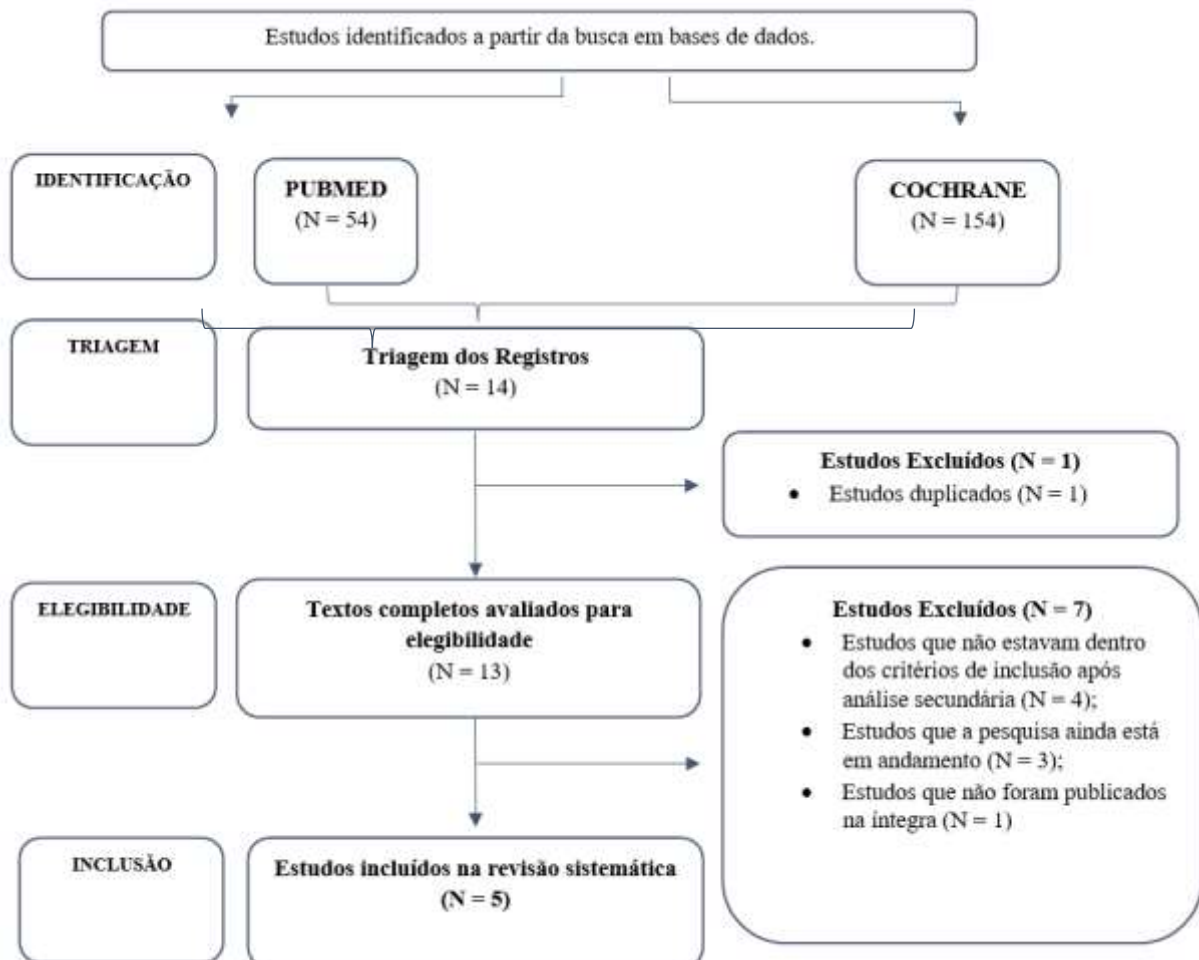 Estudos identificados a partir da busca em bases de dados.
IDENTIFICAÇÃO
PUBMED
(N = 54)
COCHRANE
(N = 154)
TRIAGEM
Triagem dos Registros
(N = 14)
Estudos Excluídos (N = 1)
• Estudos duplicados (N = 1)
ELEGIBILIDADE
Textos completos avaliados para
elegibilidade
(N = 13)
Estudos Excluídos (N = 7)
• Estudos que não estavam dentro
dos critérios de inclusão após
análise secundária (N = 4);
• Estudos que a pesquisa ainda está
em andamento (N = 3);
• Estudos que não foram publicados
na íntegra (N = 1)
INCLUSÃO
Estudos incluídos na revisão sistemática
(N = 5)